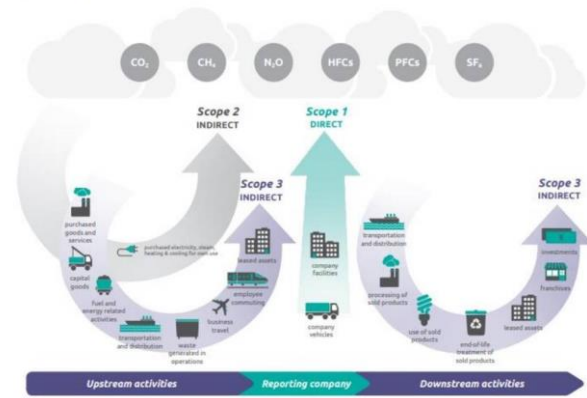 CO₂
CH₄
N₂O
HFCs
PFCs
SF₆
Scope 2
INDIRECT
Scope 1
DIRECT
Scope 3
INDIRECT
Scope 3
INDIRECT
purchased
goods and
services
capital
goods
fuel and
energy related
activities
transportation
and distribution
waste
generated in
operations
business
travel
employee
commuting
leased assets
purchased electricity, steam,
heating & cooling for own use
company
facilities
company
vehicles
transportation
and distribution
processing of
sold products
use of sold
products
end-of-life
treatment of
sold products
leased assets
franchises
investments
Upstream activities
Reporting company
Downstream activities